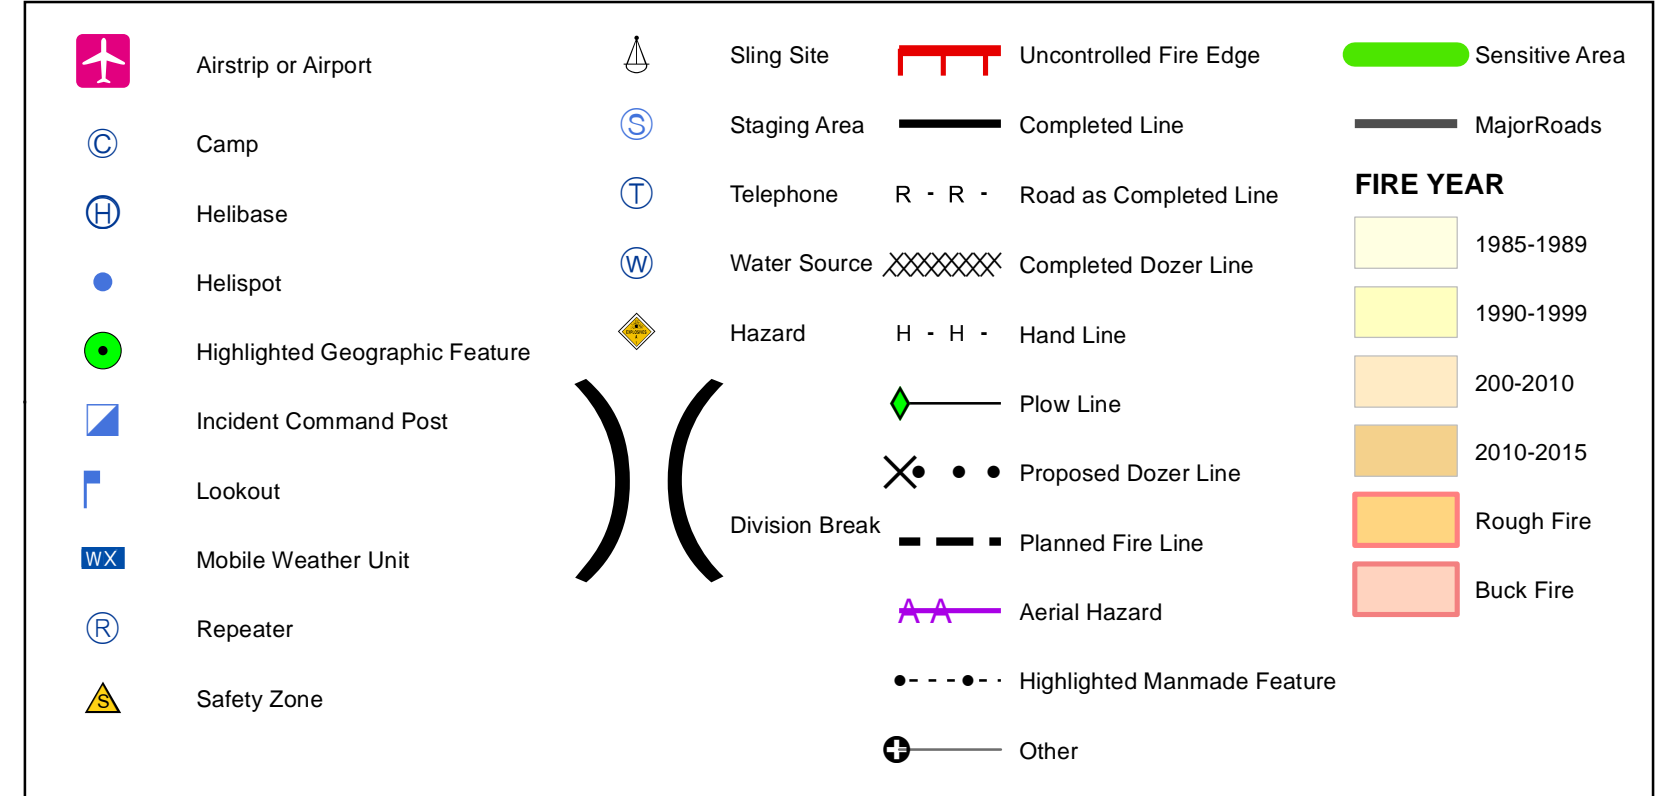 Airstrip or Airport
C Camp
H Helibase
Helispot
Highlighted Geographic Feature
Incident Command Post
Lookout
WX Mobile Weather Unit
R Repeater
S Safety Zone
Sling Site
S Staging Area
T Telephone
W Water Source
Hazard
Division Break
Uncontrolled Fire Edge
Completed Line
R - R - Road as Completed Line
Completed Dozer Line
H - H - Hand Line
Plow Line
Proposed Dozer Line
Planned Fire Line
A A Aerial Hazard
Highlighted Manmade Feature
Other
Sensitive Area
MajorRoads
FIRE YEAR
1985-1989
1990-1999
200-2010
2010-2015
Rough Fire
Buck Fire